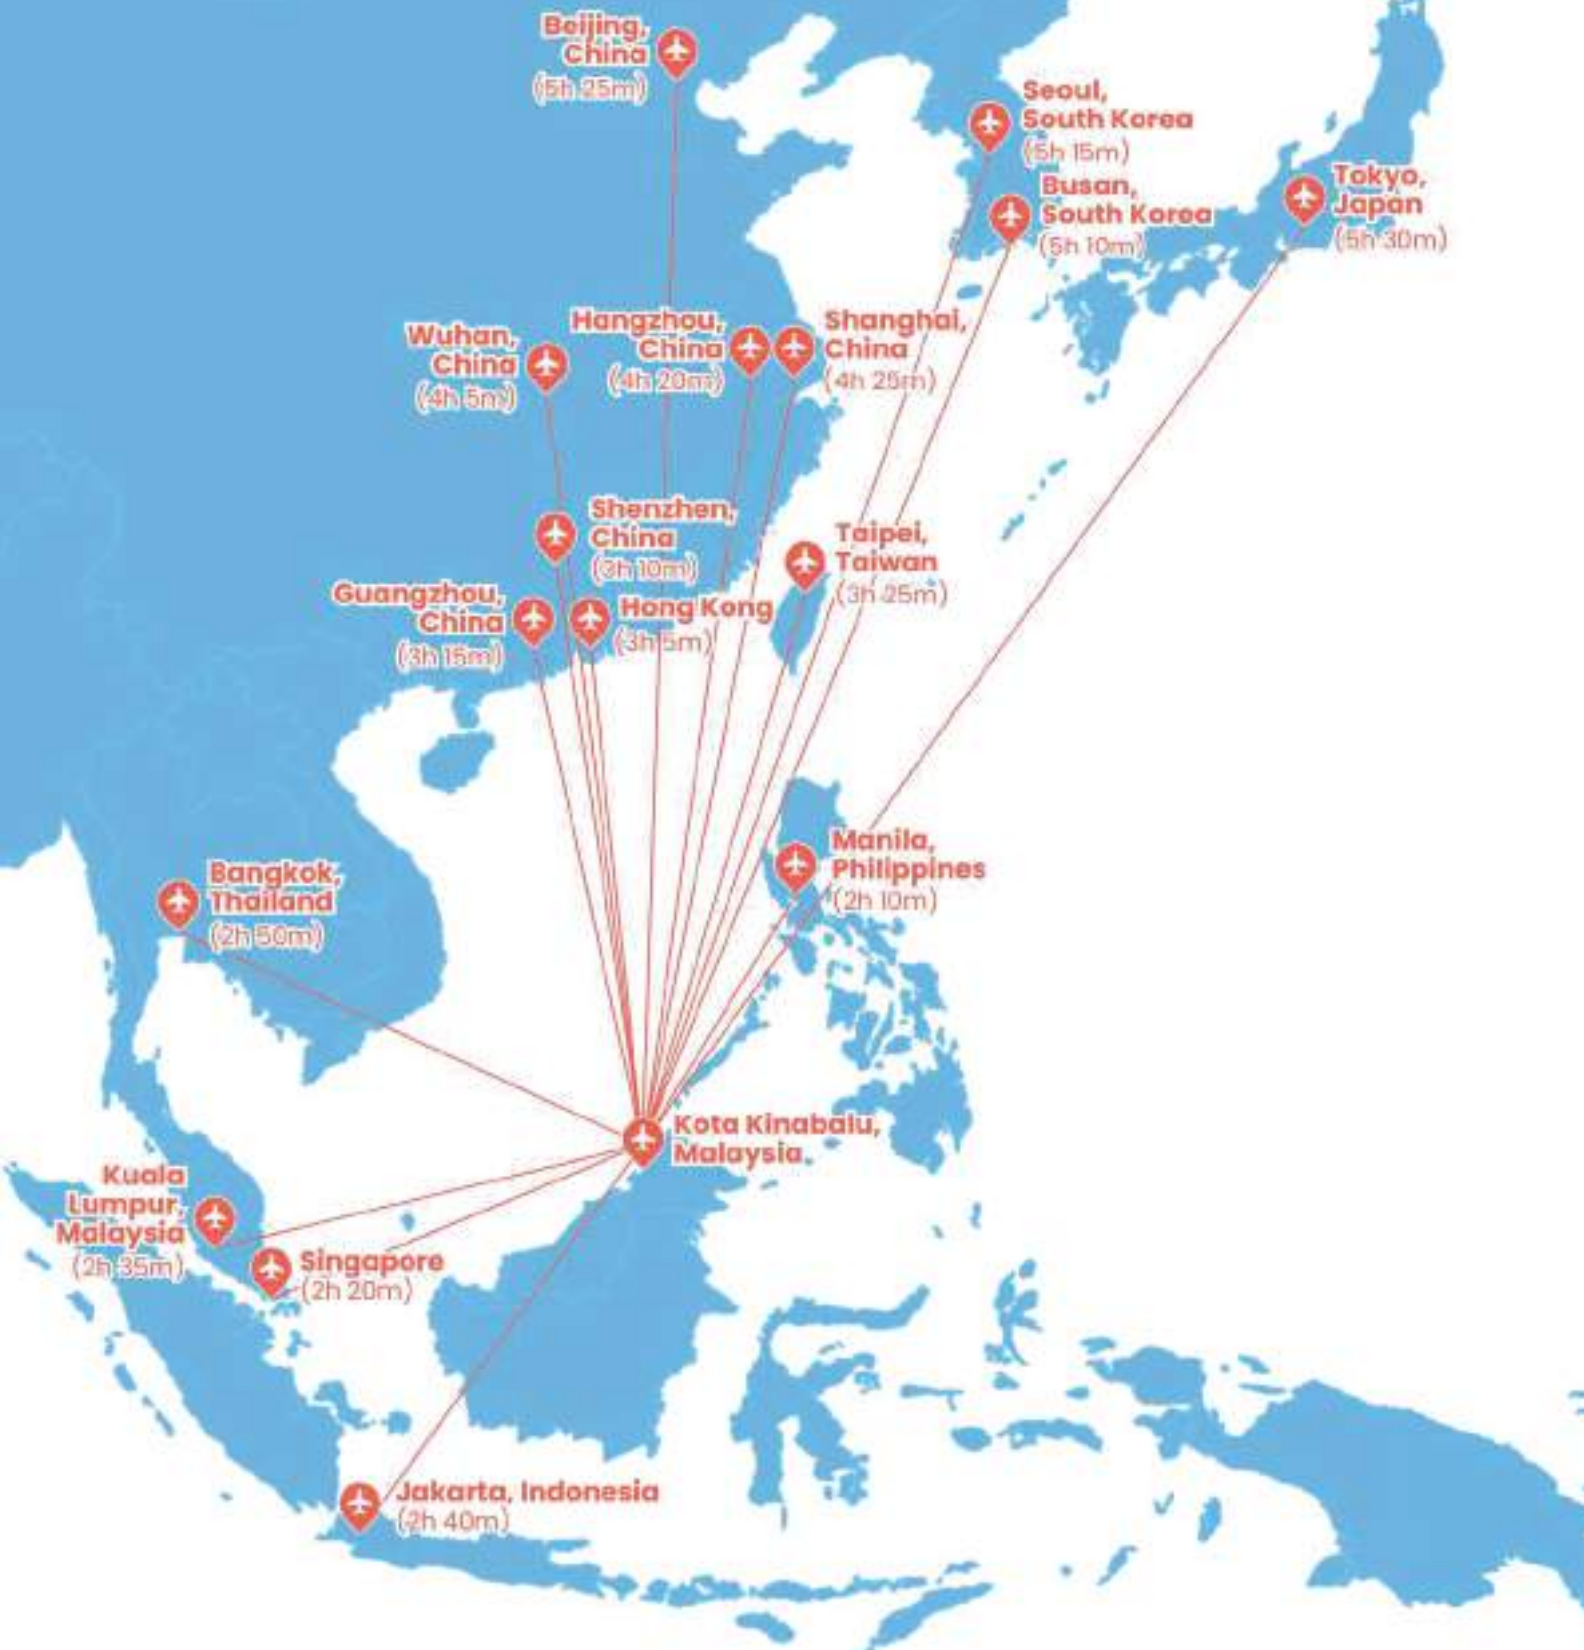 Beijing,
China
(5h 25m)
Seoul,
South Korea
(5h 15m)
Busan,
South Korea
(5h 10m)
Tokyo,
Japan
(5h 30m)
Wuhan,
China
(4h 5m)
Hangzhou,
China
(4h 20m)
Shanghai,
China
(4h 25m)
Shenzhen,
China
(3h 10m)
Taipei,
Taiwan
(3h 25m)
Guangzhou,
China
(3h 15m)
Hong Kong
(3h 5m)
Manila,
Philippines
(2h 10m)
Bangkok,
Thailand
(2h 50m)
Kota Kinabalu,
Malaysia
Kuala
Lumpur,
Malaysia
(2h 35m)
Singapore
(2h 20m)
Jakarta, Indonesia
(2h 40m)